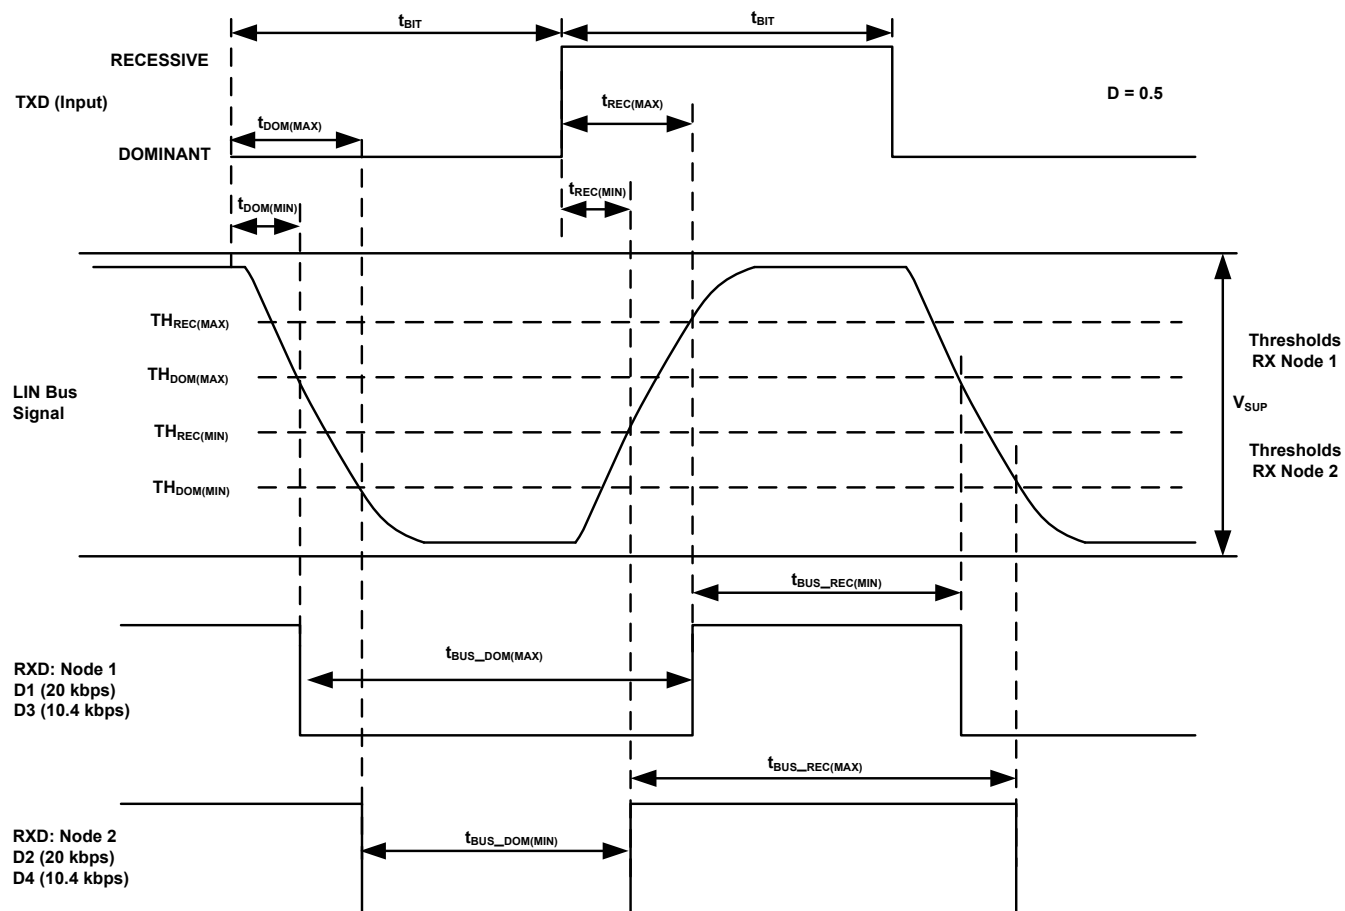 tBIT
tBIT
RECESSIVE
TXD (Input)
D = 0.5
tREC(MAX)
tDOM(MAX)
DOMINANT
tREC(MIN)
tDOM(MIN)
THREC(MAX)
Thresholds
RX Node 1
THDOM(MAX)
LIN Bus
Signal
VSUP
THREC(MIN)
Thresholds
RX Node 2
THDOM(MIN)
tBUS_REC(MIN)
RXD: Node 1
D1 (20 kbps)
D3 (10.4 kbps)
tBUS_DOM(MAX)
tBUS_REC(MAX)
RXD: Node 2
D2 (20 kbps)
D4 (10.4 kbps)
tBUS_DOM(MIN)